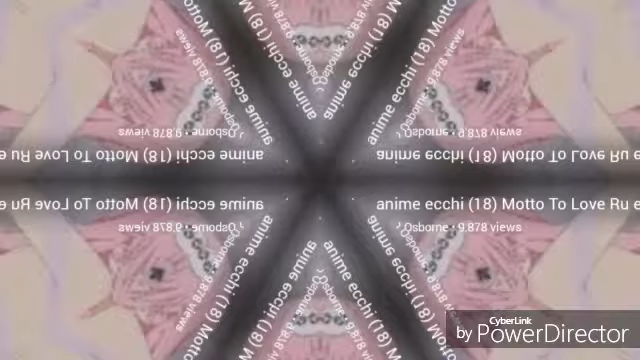 anime ecchi (18) Motto To Love Ru e
Osborne • 9.878 views
CyberLink
by PowerDirector